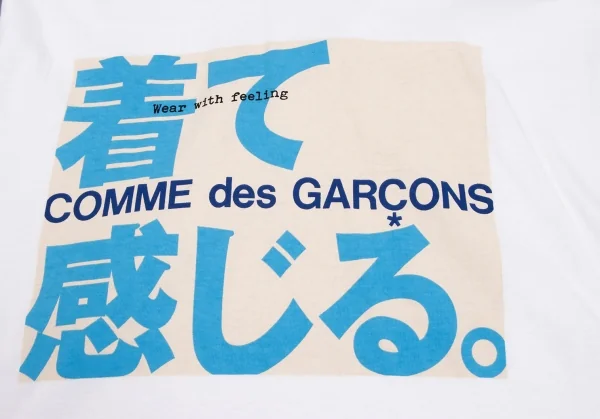 着て
Wear with feeling
COMME des GARÇONS
*
感じる。